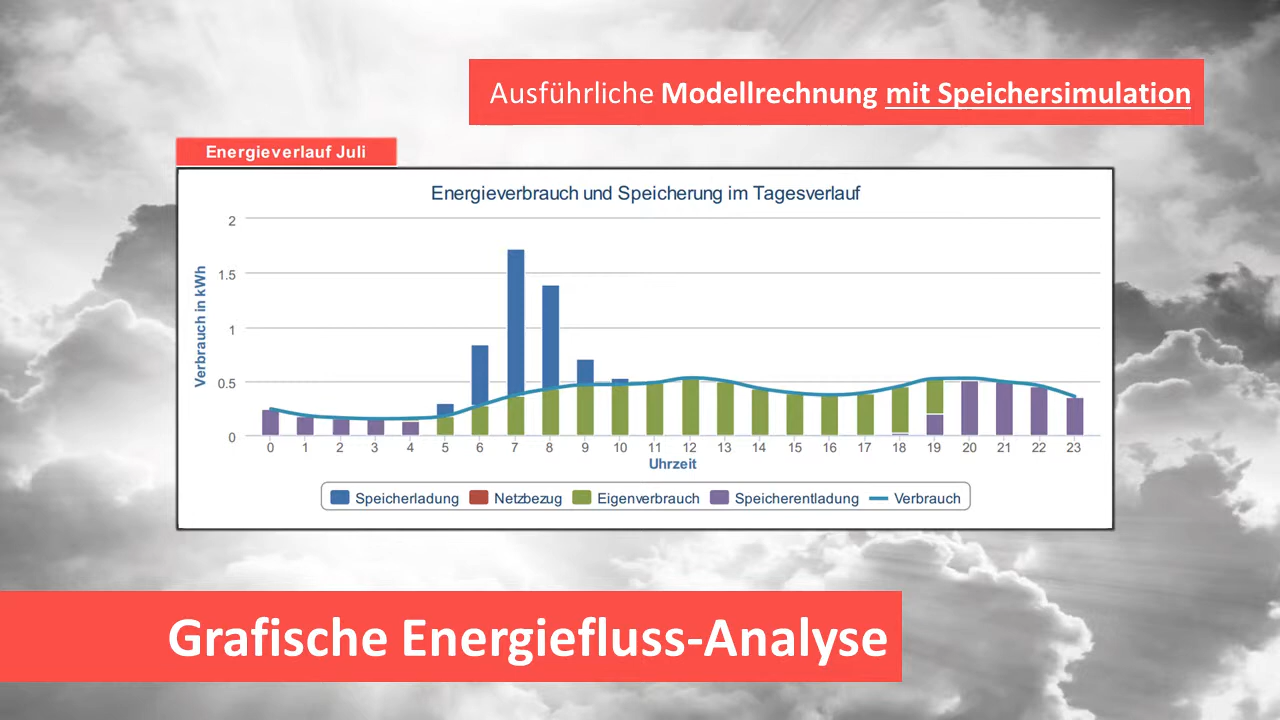 Ausführliche Modellrechnung mit Speichersimulation
Energieverlauf Juli
Energieverbrauch und Speicherung im Tagesverlauf
Verbrauch in kWh
2
1.5
1
0.5
0
0 1 2 3 4 5 6 7 8 9 10 11 12 13 14 15 16 17 18 19 20 21 22 23
Uhrzeit
Speicherladung Netzbezug Eigenverbrauch Speicherentladung Verbrauch
Grafische Energiefluss-Analyse